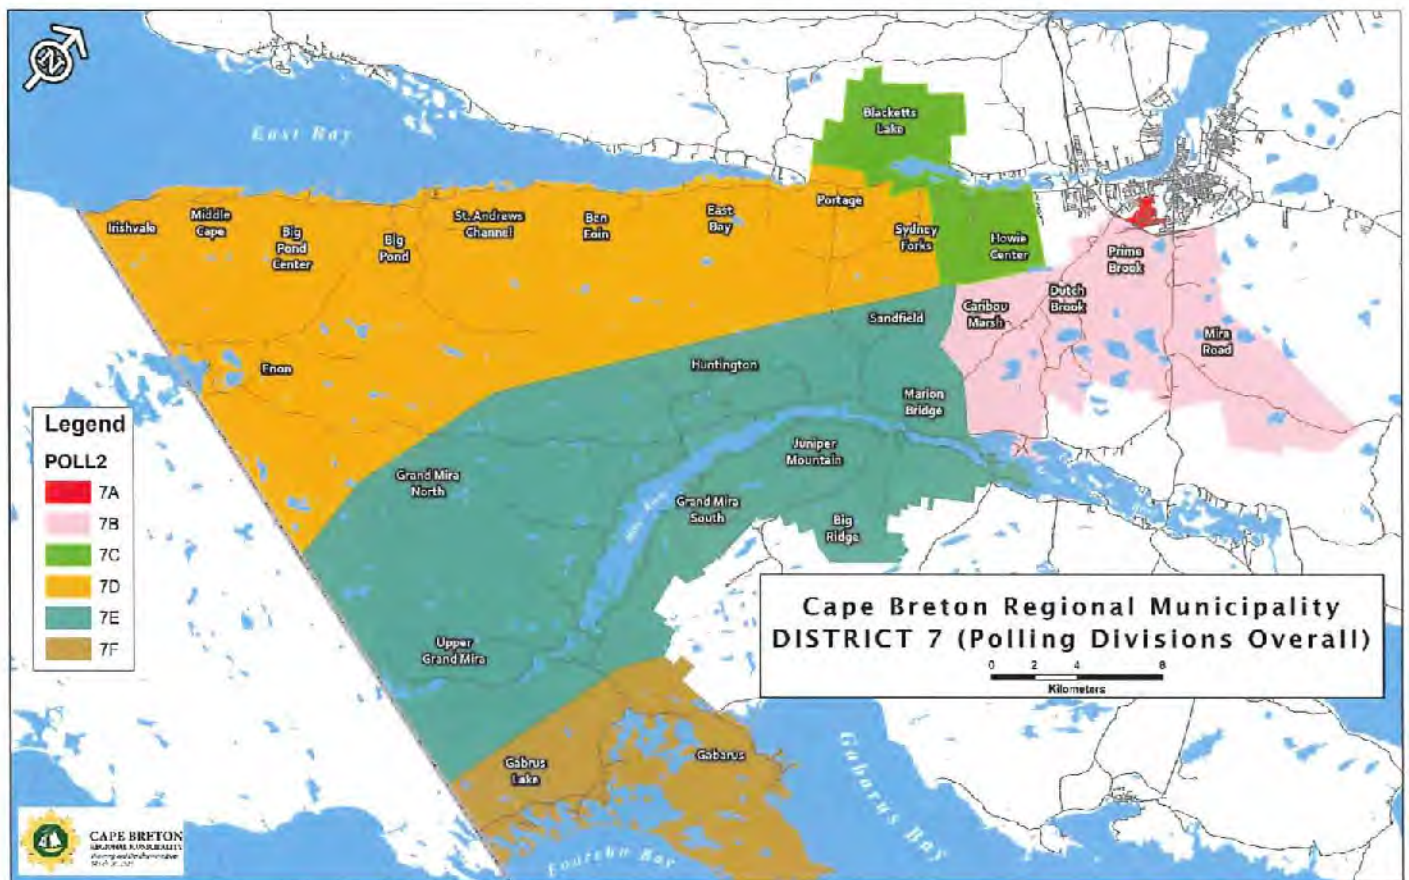 N
East Bay
Blacketts
Lake
Irishvale
Middle
Cape
Big
Pond
Center
Big
Pond
St. Andrews
Channel
Ben
Eoin
East
Bay
Portage
Sydney
Forks
Howie
Center
Prime
Brook
Dutch
Brook
Caribou
Marsh
Mira
Road
Sandfield
Enon
Huntington
Marion
Bridge
Juniper
Mountain
Grand Mira
North
Grand Mira
South
Big
Ridge
Upper
Grand Mira
Gabrus
Lake
Gabarus
Gabarus Bay
Fourchu Bay
Legend
POLL2
7A
7B
7C
7D
7E
7F
Cape Breton Regional Municipality
DISTRICT 7 (Polling Divisions Overall)
0 2 4 8
Kilometers
CAPE BRETON
REGIONAL MUNICIPALITY